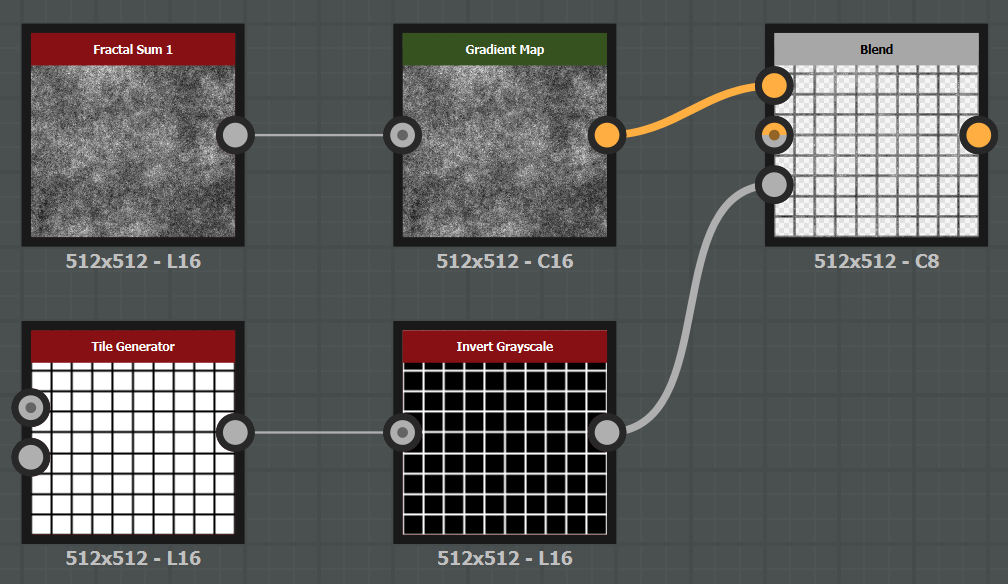 Fractal Sum 1
Gradient Map
Blend
512x512 - L16
512x512 - C16
512x512 - C8
Tile Generator
Invert Grayscale
512x512 - L16
512x512 - L16